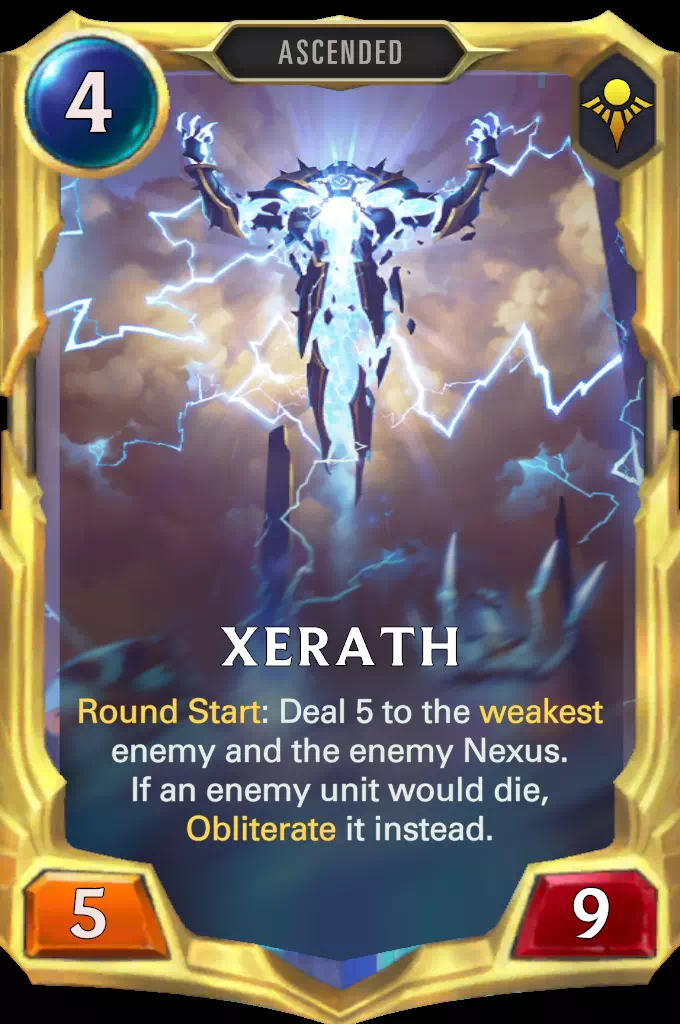 ASCENDED
4
XERATH
Round Start: Deal 5 to the weakest
enemy and the enemy Nexus.
If an enemy unit would die,
Obliterate it instead.
5
9